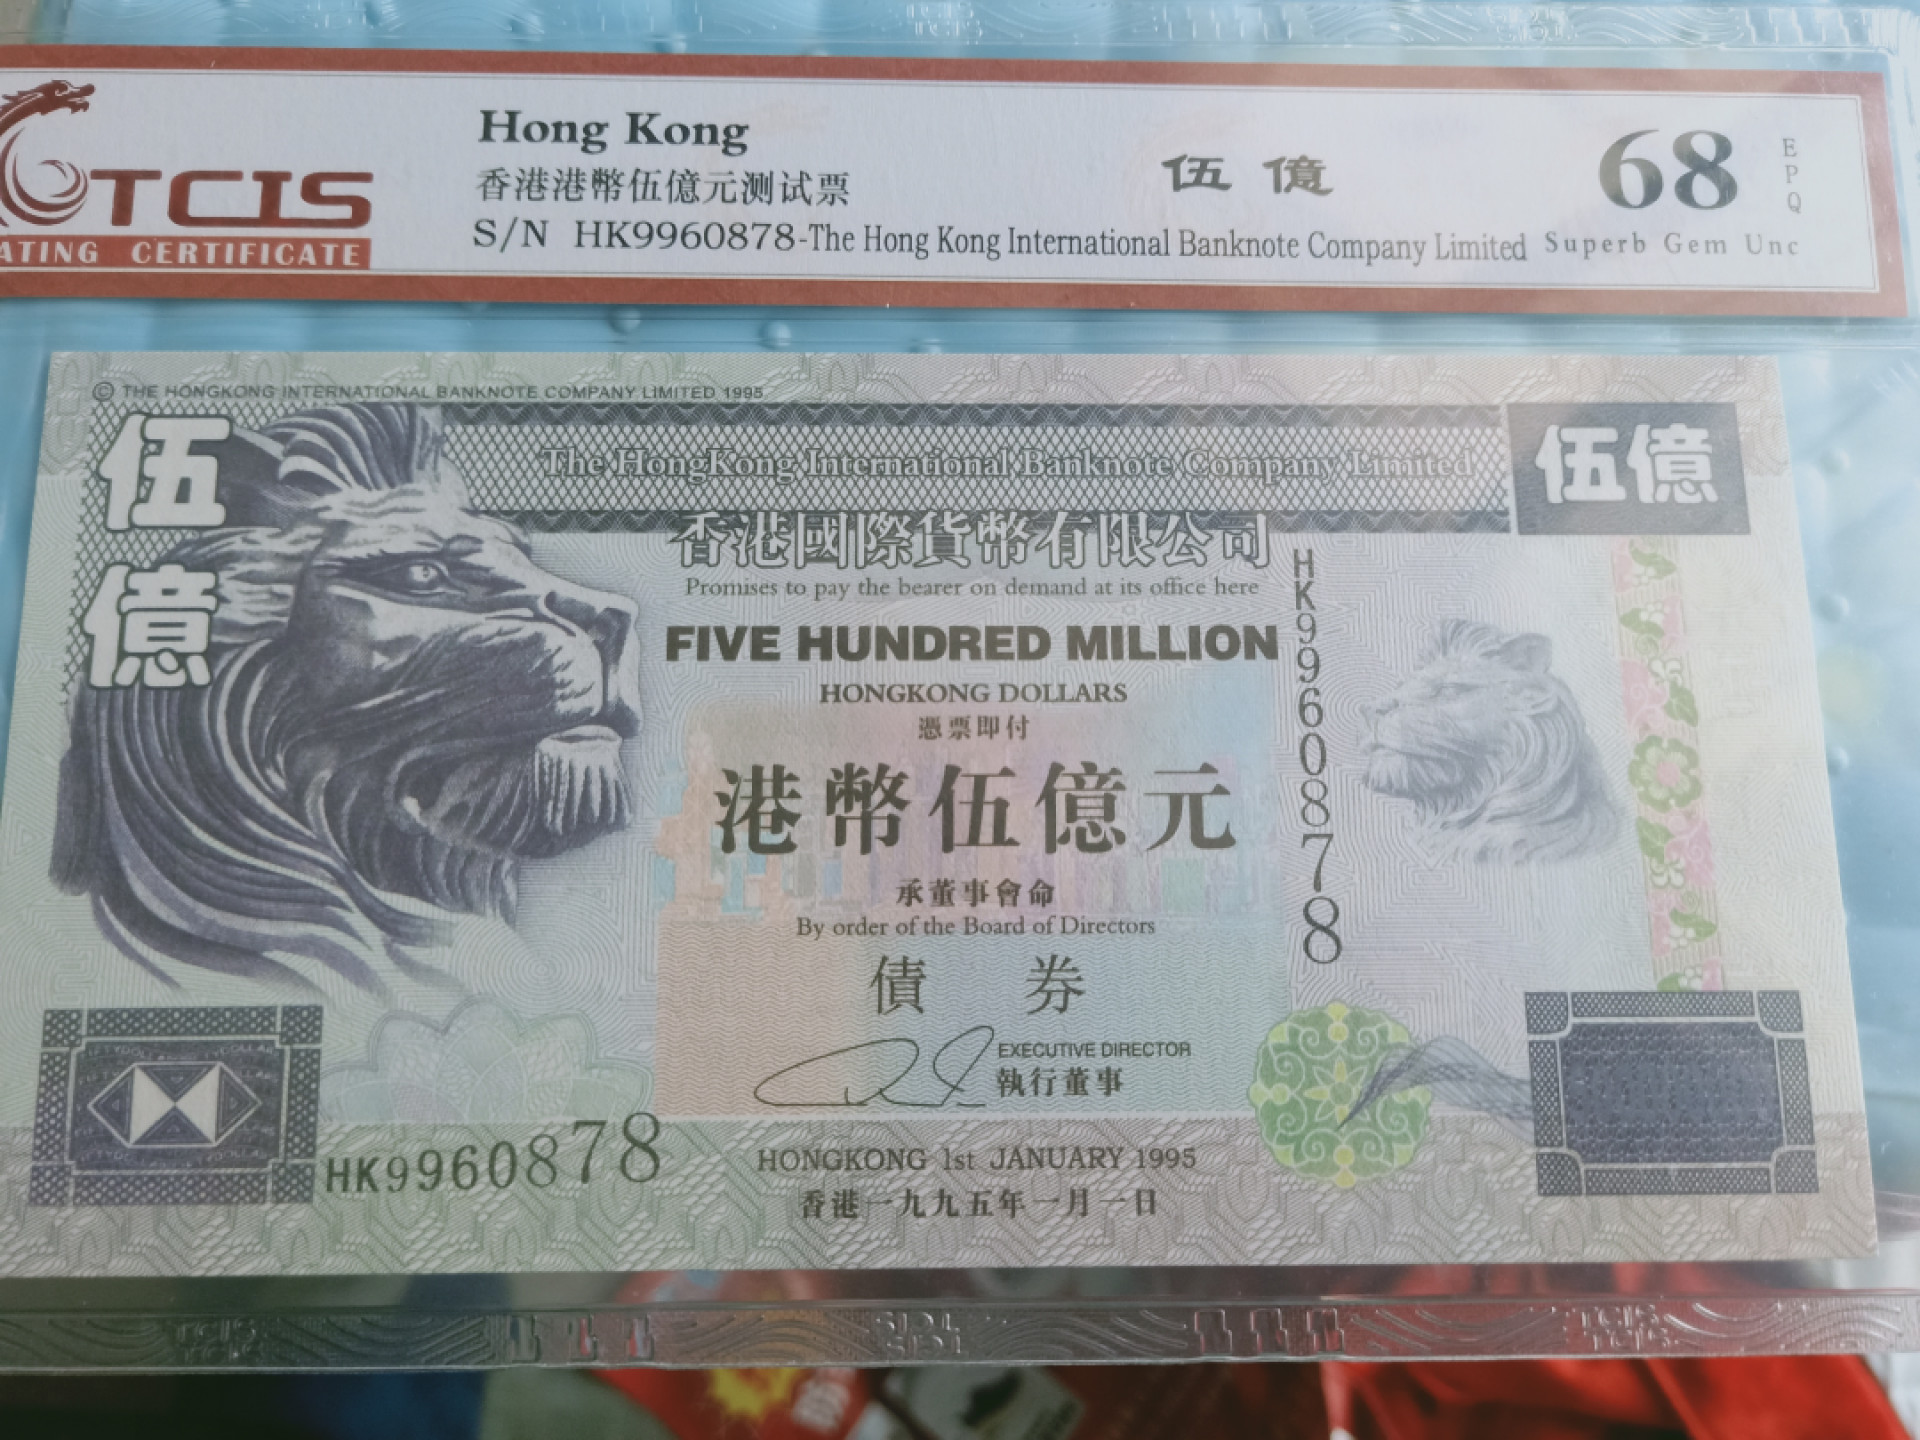 Hong Kong
香港港幣伍億元测试票
S/N HK9960878-The Hong Kong International Banknote Company Limited
伍億
68
EPQ
Superb Gem Unc
TCIS
ATING CERTIFICATE
© THE HONGKONG INTERNATIONAL BANKNOTE COMPANY LIMITED 1995
伍億
The HongKong International Banknote Company Limited
伍億
香港國際貨幣有限公司
Promises to pay the bearer on demand at its office here
FIVE HUNDRED MILLION
HONGKONG DOLLARS
憑票即付
港幣伍億元
承董事會命
By order of the Board of Directors
債券
EXECUTIVE DIRECTOR
執行董事
HK9960878
HK9960878
HONGKONG 1st JANUARY 1995
香港一九九五年一月一日
TCIS
TCIS